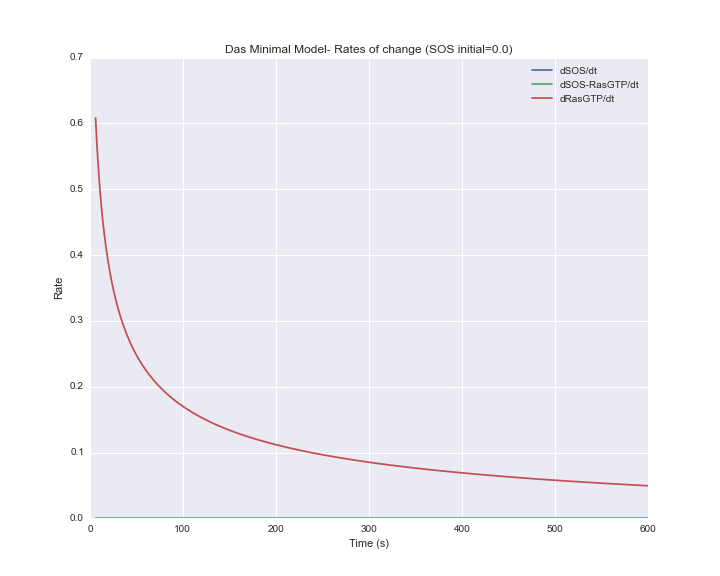 Das Minimal Model- Rates of change (SOS initial=0.0)
0.7
dSOS/dt
dSOS-RasGTP/dt
dRasGTP/dt
0.6
0.5
0.4
Rate
0.3
0.2
0.1
0.0
0 100 200 300 400 500 600
Time (s)